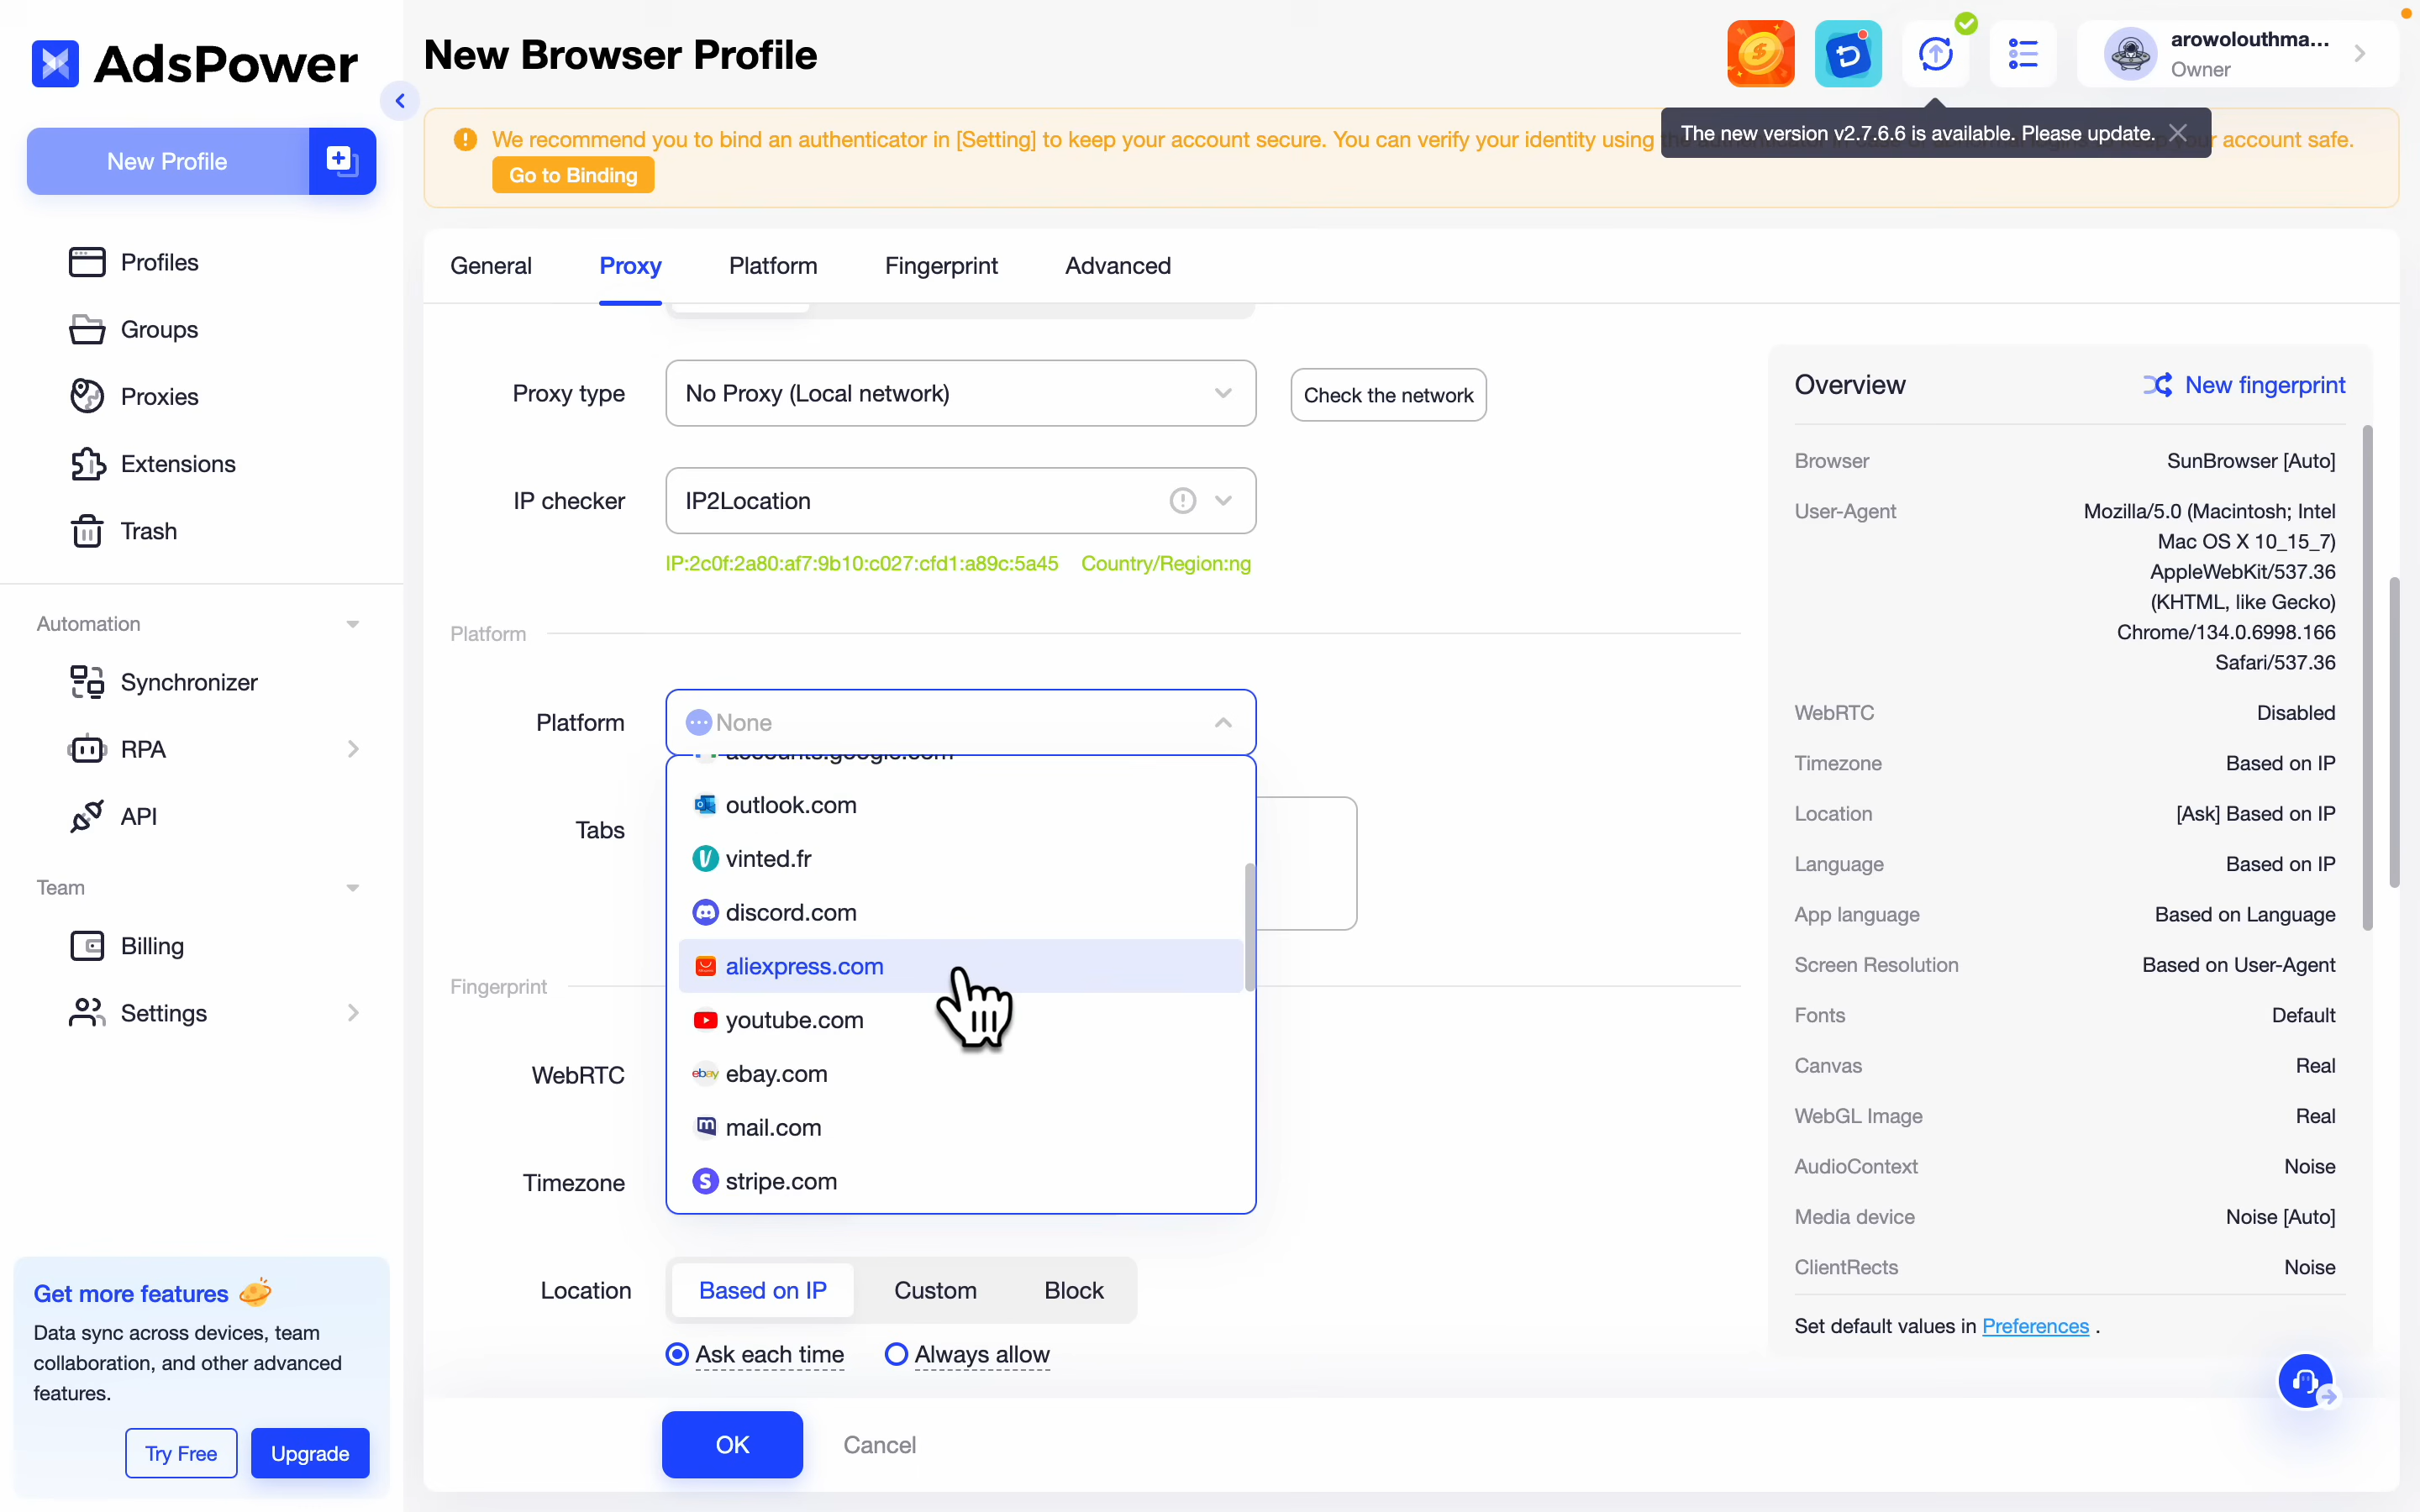 AdsPower
New Browser Profile
arowolouthma...
Owner
The new version v2.7.6.6 is available. Please update.
We recommend you to bind an authenticator in [Setting] to keep your account secure. You can verify your identity using
account safe.
Go to Binding
New Profile
Profiles
Groups
Proxies
Extensions
Trash
Automation
Synchronizer
RPA
API
Team
Billing
Settings
Get more features
Data sync across devices, team
collaboration, and other advanced
features.
Try Free
Upgrade
General
Proxy
Platform
Fingerprint
Advanced
Proxy type
No Proxy (Local network)
Check the network
IP checker
IP2Location
IP:2c0f:2a80:af7:9b10:c027:cfd1:a89c:5a45
Country/Region:ng
Platform
Platform
None
accounts.google.com
outlook.com
vinted.fr
discord.com
aliexpress.com
youtube.com
ebay ebay.com
mail.com
stripe.com
Tabs
Fingerprint
WebRTC
Timezone
Location
Based on IP
Custom
Block
Ask each time
Always allow
OK
Cancel
Overview
New fingerprint
Browser
SunBrowser [Auto]
User-Agent
Mozilla/5.0 (Macintosh; Intel
Mac OS X 10_15_7)
AppleWebKit/537.36
(KHTML, like Gecko)
Chrome/134.0.6998.166
Safari/537.36
WebRTC
Disabled
Timezone
Based on IP
Location
[Ask] Based on IP
Language
Based on IP
App language
Based on Language
Screen Resolution
Based on User-Agent
Fonts
Default
Canvas
Real
WebGL Image
Real
AudioContext
Noise
Media device
Noise [Auto]
ClientRects
Noise
Set default values in Preferences .